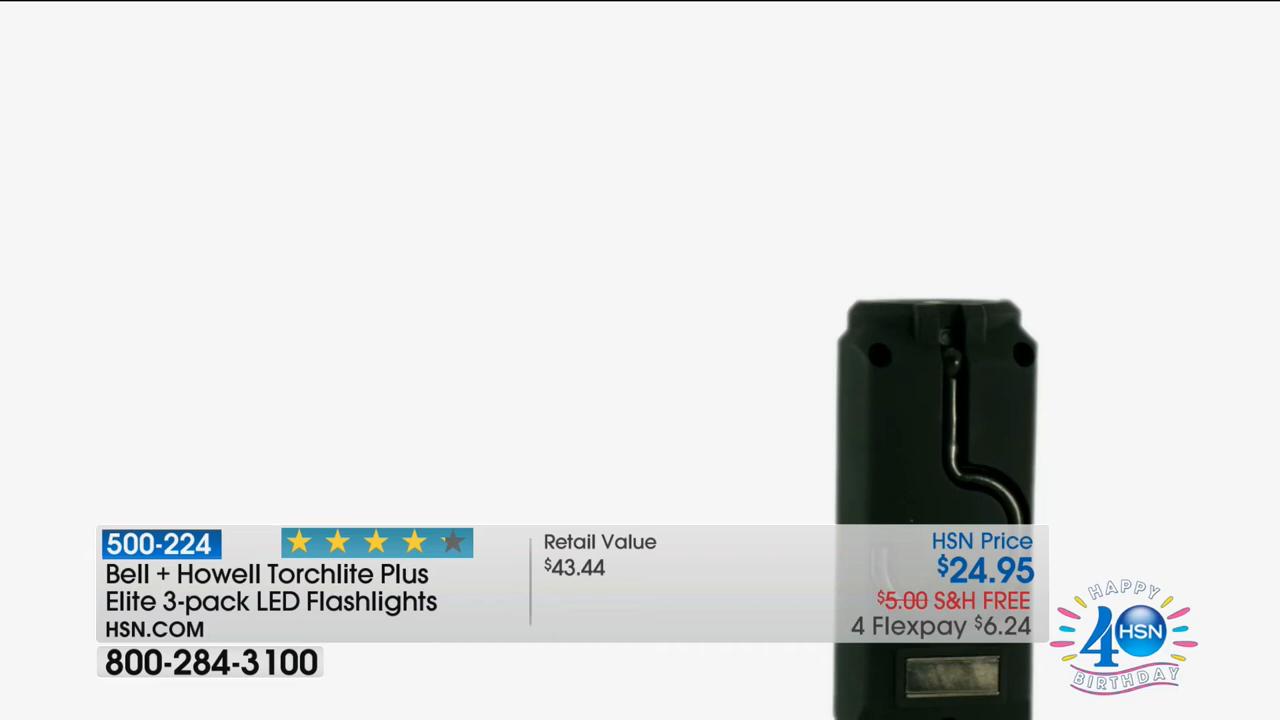 500-224
Bell + Howell Torchlite Plus
Elite 3-pack LED Flashlights
HSN.COM
800-284-3100
Retail Value
$43.44
HSN Price
$24.95
$5.00 S&H FREE
4 Flexpay $6.24
HAPPY
40 HSN
BIRTHDAY